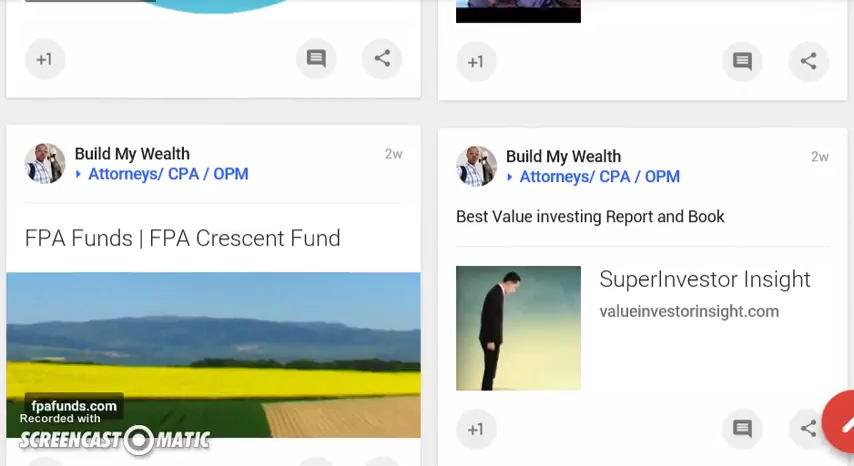 +1
+1
Build My Wealth
2w
Attorneys/ CPA / OPM
FPA Funds | FPA Crescent Fund
fpafunds.com
Recorded with
SCREENCAST-O-MATIC
Build My Wealth
2w
Attorneys/ CPA / OPM
Best Value investing Report and Book
SuperInvestor Insight
valueinvestorinsight.com
+1